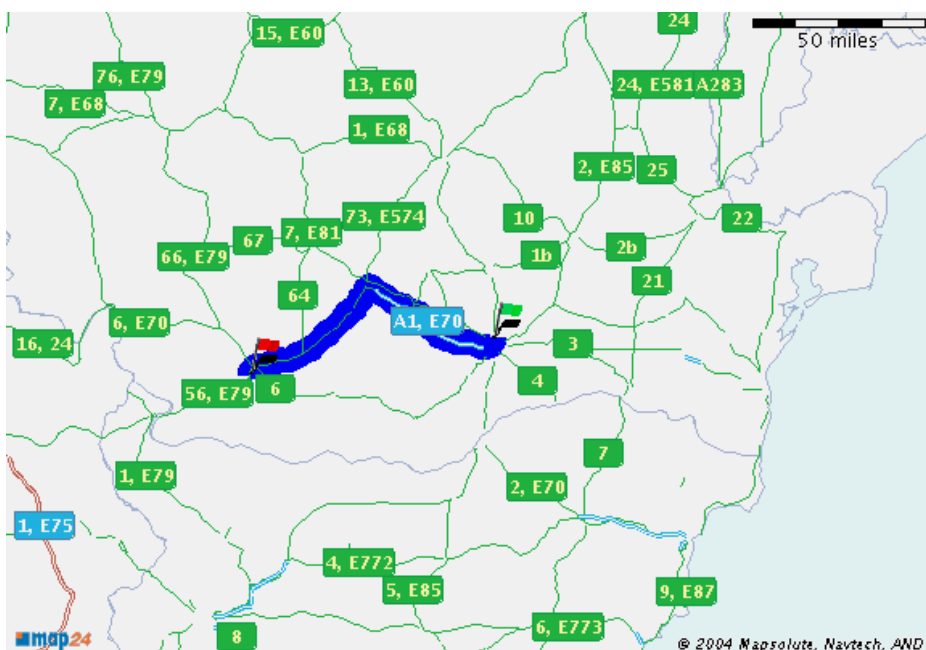 24
15, E60
50 miles
76, E79
13, E60
24, E581
A283
7, E68
1, E68
2, E85
25
73, E574
10
22
7, E81
67
66, E79
1b
2b
21
64
6, E70
A1, E70
16, 24
3
4
6
56, E79
7
1, E79
2, E70
1, E75
4, E772
5, E85
9, E87
8
6, E773
map24
© 2004 Mapsolute, Navtech, AND